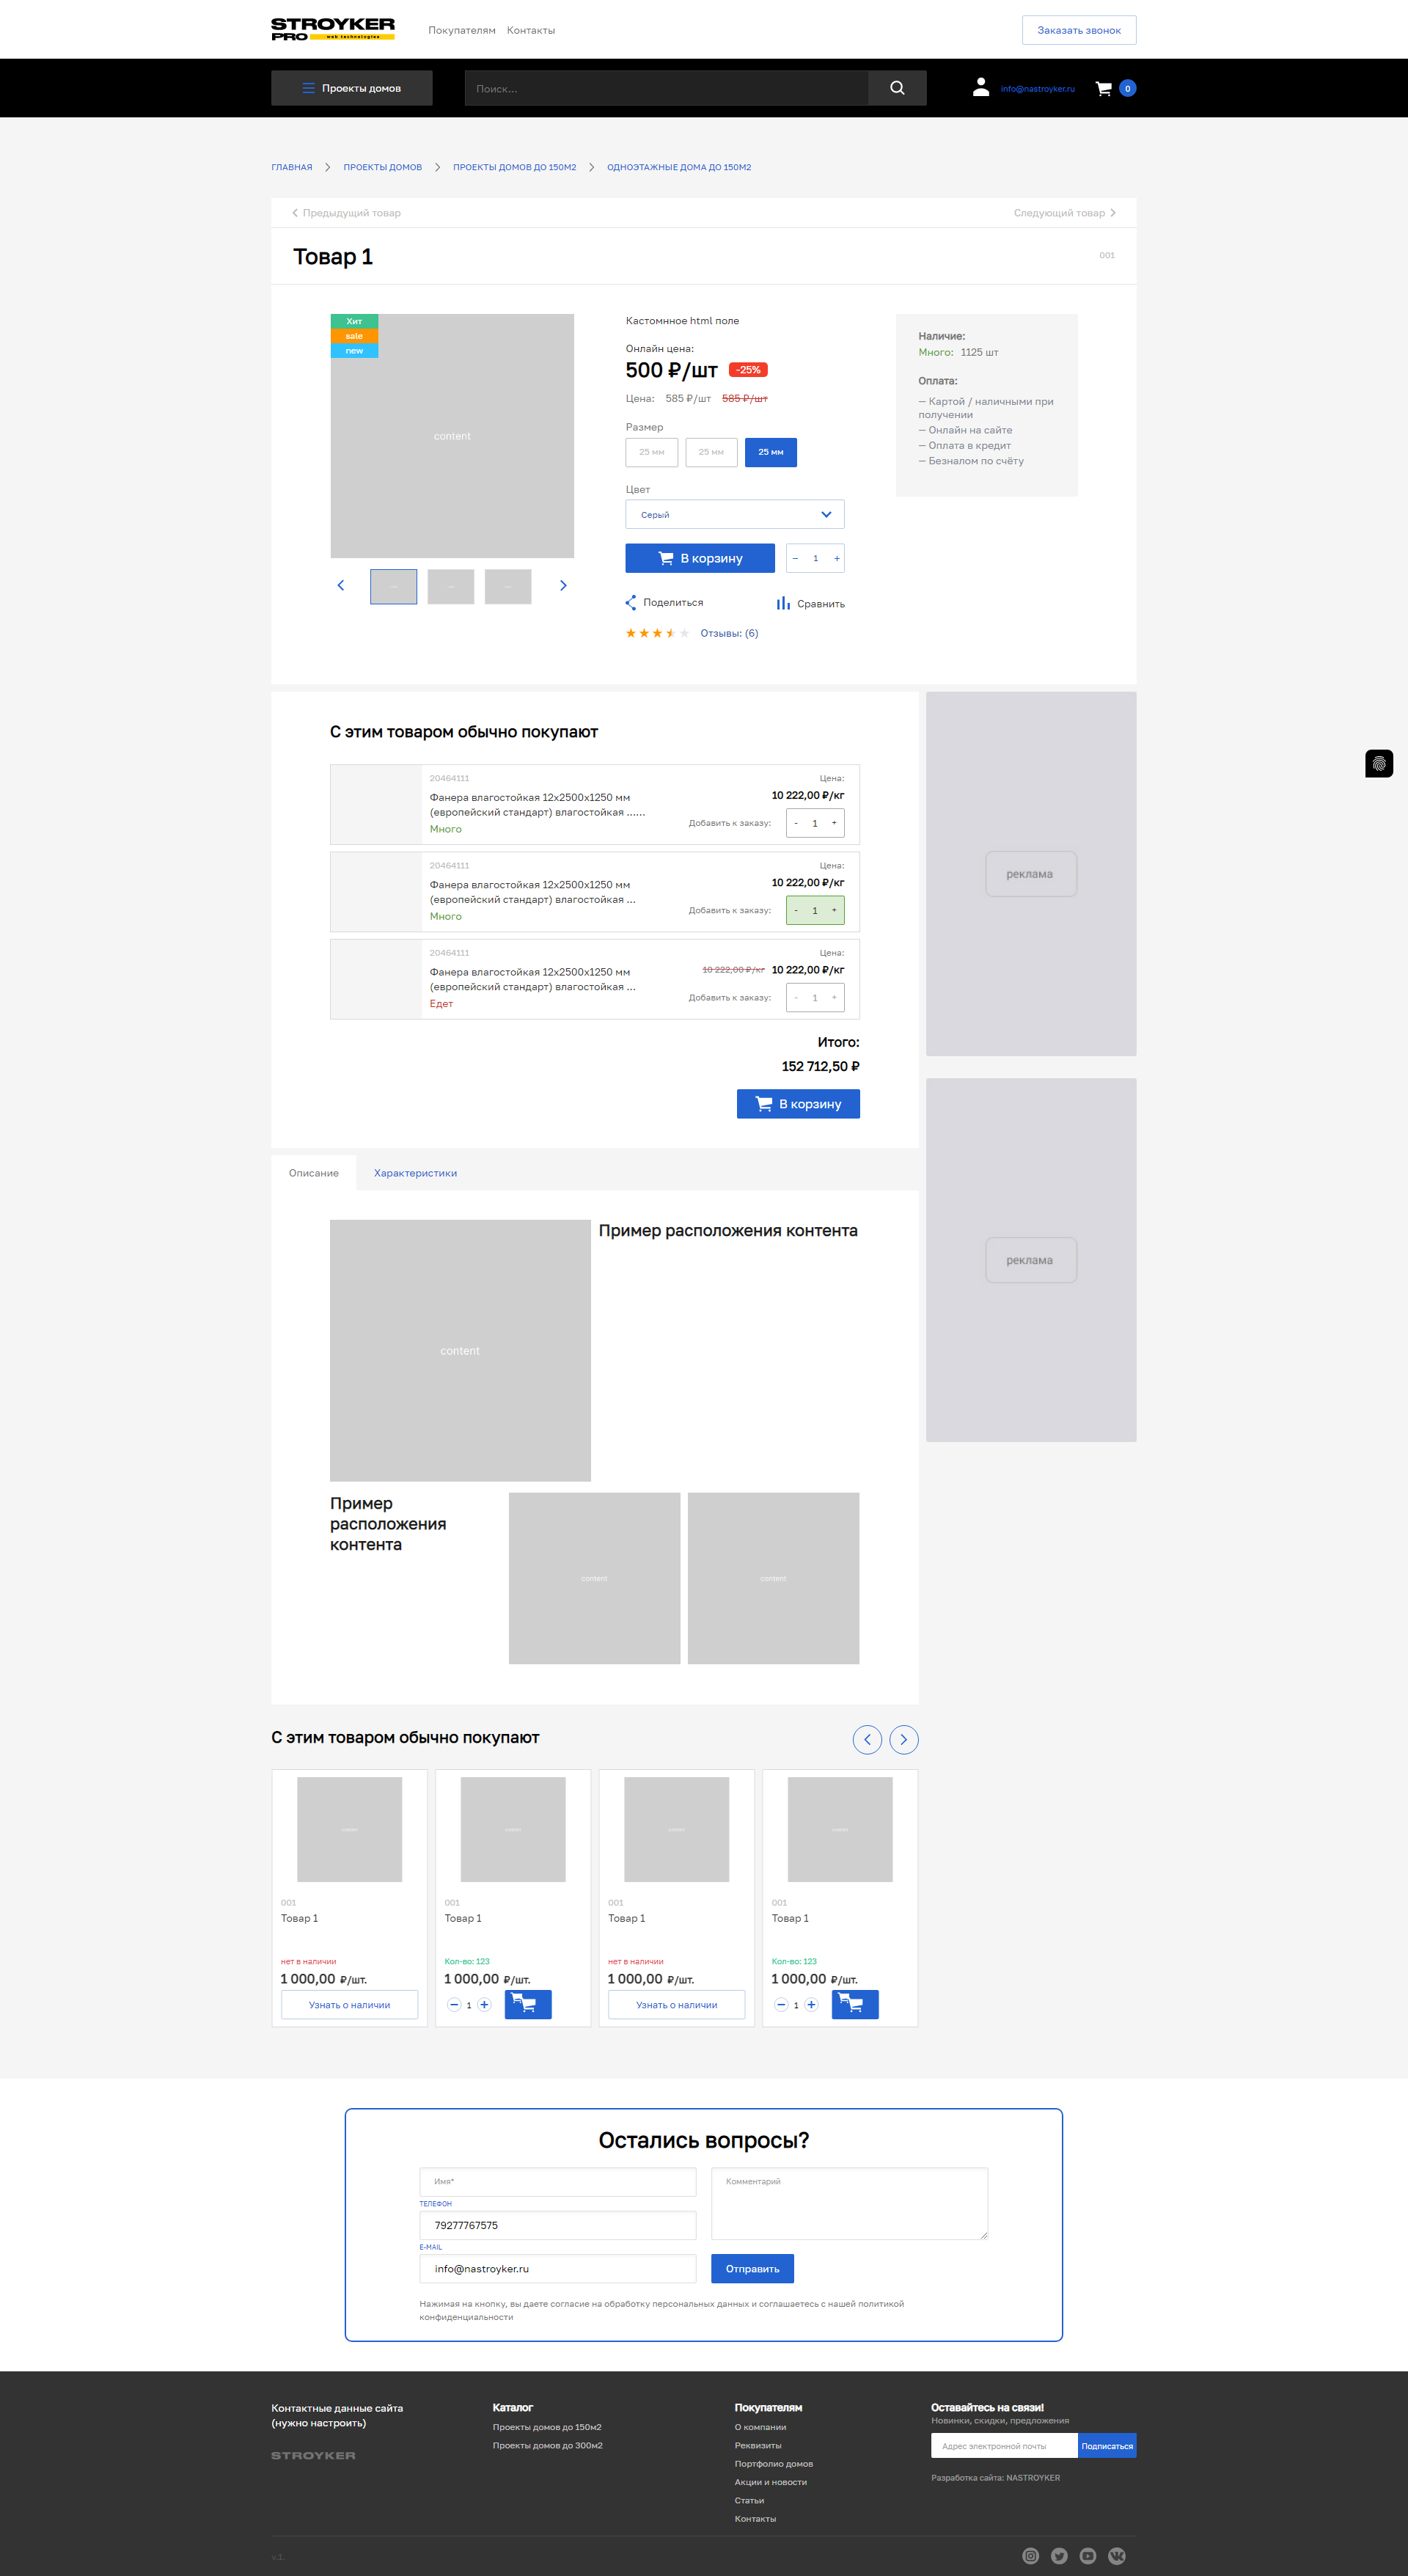 STROYKER
PRO web technologies
Покупателям Контакты
Заказать звонок
Проекты домов
Поиск...
info@nastroyker.ru
0
ГЛАВНАЯ ПРОЕКТЫ ДОМОВ ПРОЕКТЫ ДОМОВ ДО 150М2 ОДНОЭТАЖНЫЕ ДОМА ДО 150М2
Предыдущий товар
Следующий товар
Товар 1
001
Хит
sale
new
content
Кастомнное html поле
Онлайн цена:
500 ₽/шт -25%
Цена: 585 ₽/шт 585 ₽/шт
Размер
25 мм 25 мм 25 мм
Цвет
Серый
В корзину
− 1 +
Поделиться
Сравнить
Отзывы: (6)
Наличие:
Много: 1125 шт
Оплата:
— Картой / наличными при
получении
— Онлайн на сайте
— Оплата в кредит
— Безналом по счёту
С этим товаром обычно покупают
20464111
Фанера влагостойкая 12х2500х1250 мм
(европейский стандарт) влагостойкая ......
Много
Цена:
10 222,00 ₽/кг
Добавить к заказу: - 1 +
20464111
Фанера влагостойкая 12х2500х1250 мм
(европейский стандарт) влагостойкая ...
Много
Цена:
10 222,00 ₽/кг
Добавить к заказу: - 1 +
20464111
Фанера влагостойкая 12х2500х1250 мм
(европейский стандарт) влагостойкая ...
Едет
Цена:
10 222,00 ₽/кг 10 222,00 ₽/кг
Добавить к заказу: - 1 +
Итого:
152 712,50 ₽
В корзину
реклама
реклама
Описание Характеристики
content
Пример расположения контента
Пример
расположения
контента
content
content
С этим товаром обычно покупают
001
Товар 1
нет в наличии
1 000,00 ₽/шт.
Узнать о наличии
001
Товар 1
Кол-во: 123
1 000,00 ₽/шт.
− 1 +
001
Товар 1
нет в наличии
1 000,00 ₽/шт.
Узнать о наличии
001
Товар 1
Кол-во: 123
1 000,00 ₽/шт.
− 1 +
Остались вопросы?
Имя*
ТЕЛЕФОН
79277767575
E-MAIL
info@nastroyker.ru
Комментарий
Отправить
Нажимая на кнопку, вы даете согласие на обработку персональных данных и соглашаетесь с нашей политикой
конфиденциальности
Контактные данные сайта
(нужно настроить)
STROYKER
Каталог
Проекты домов до 150м2
Проекты домов до 300м2
Покупателям
О компании
Реквизиты
Портфолио домов
Акции и новости
Статьи
Контакты
Оставайтесь на связи!
Новинки, скидки, предложения
Адрес электронной почты
Подписаться
Разработка сайта: NASTROYKER
v.1.